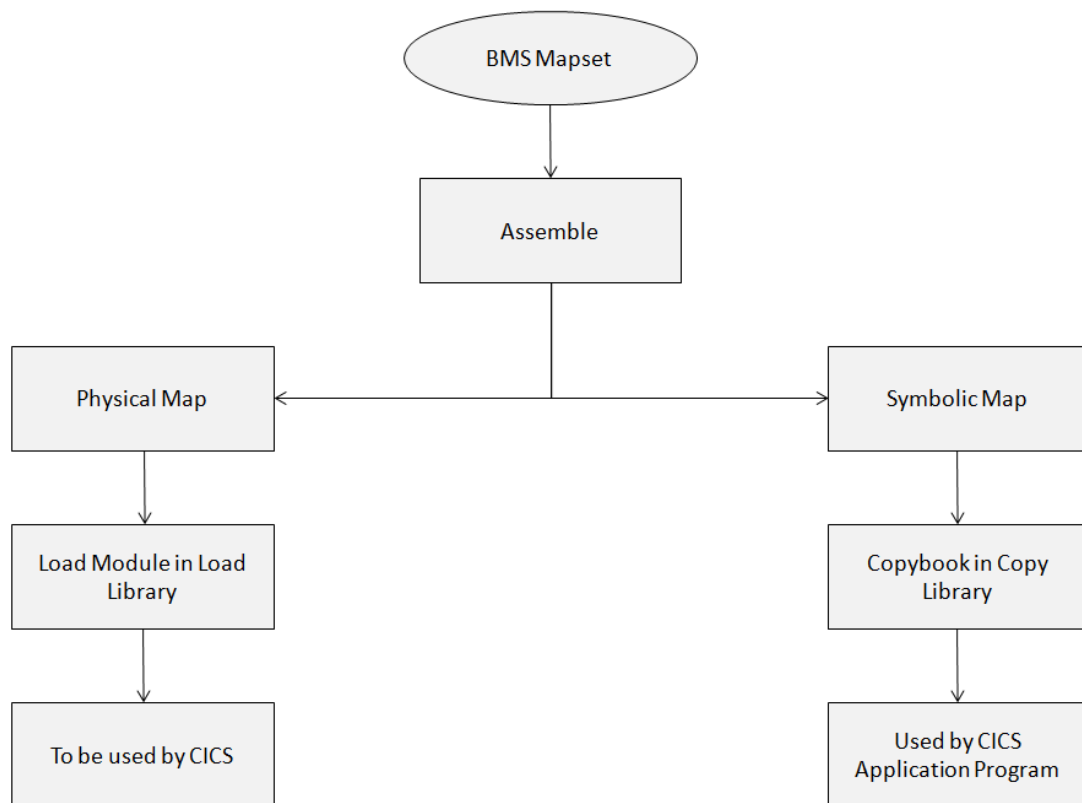 BMS Mapset
Assemble
Physical Map
Symbolic Map
Load Module in Load
Library
Copybook in Copy
Library
To be used by CICS
Used by CICS
Application Program